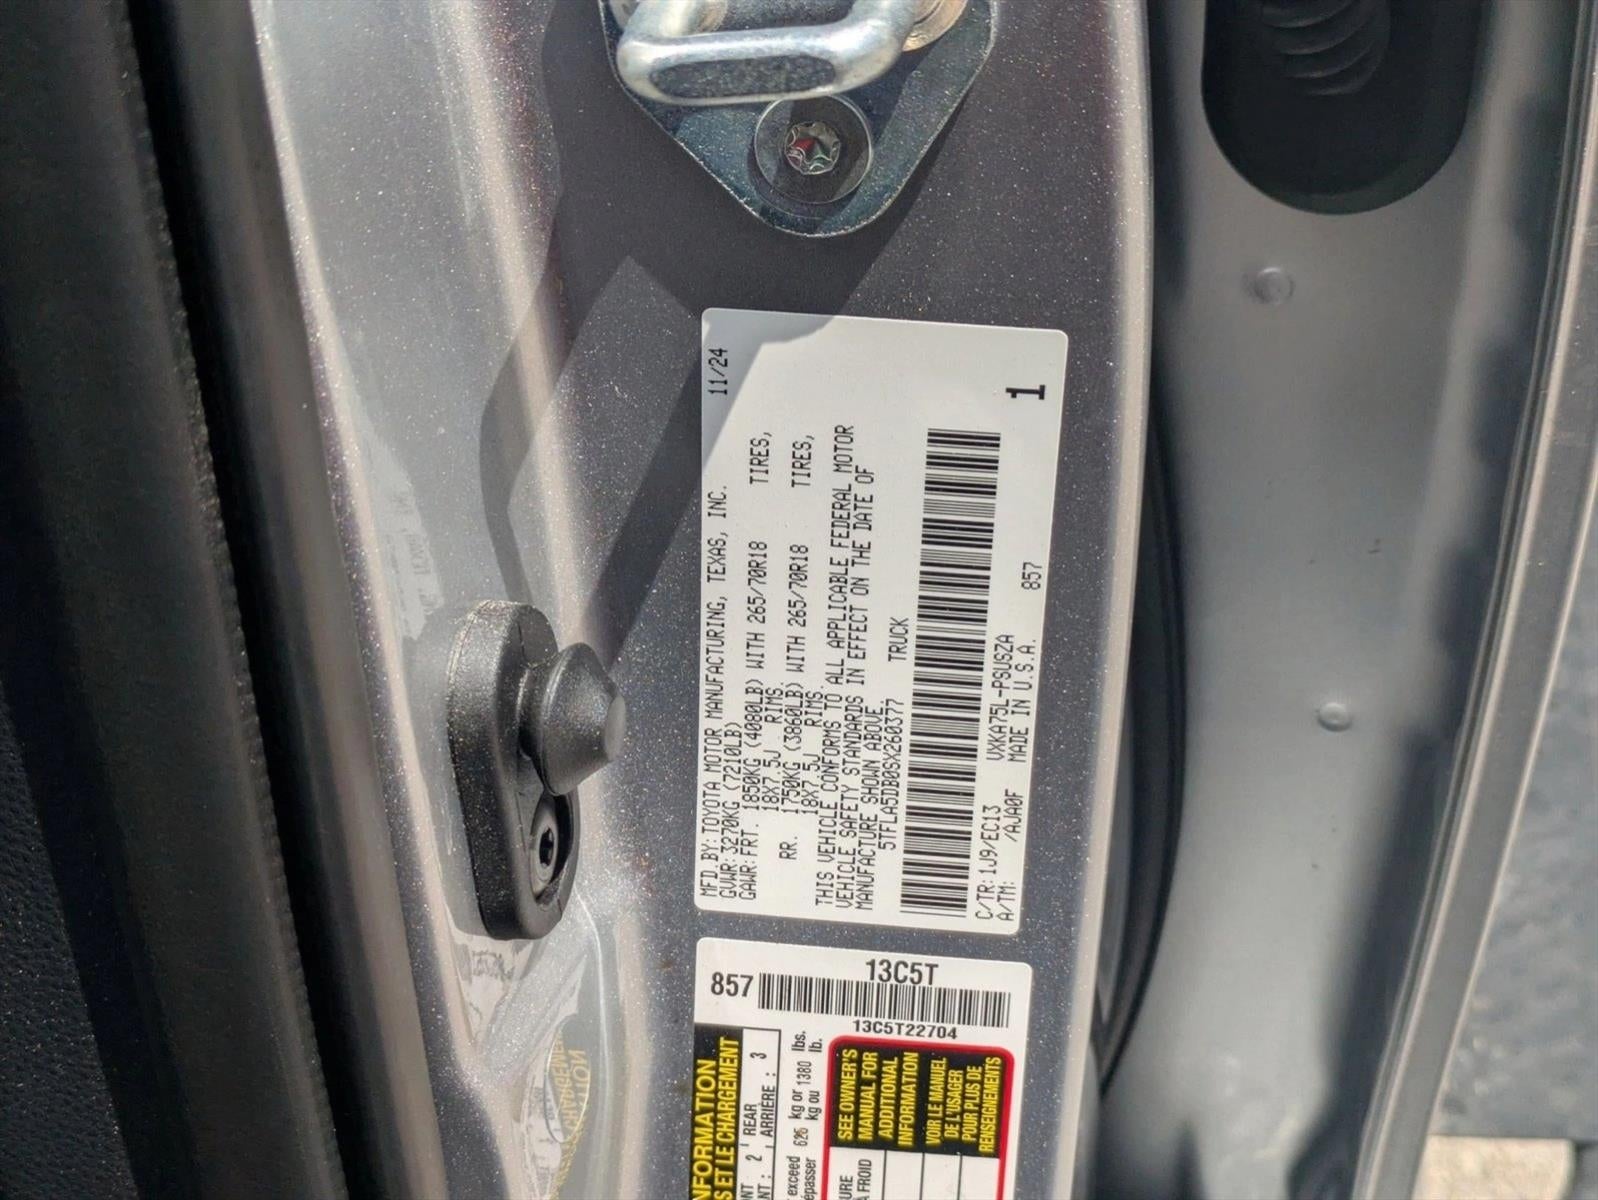 MFD.BY:TOYOTA MOTOR MANUFACTURING, TEXAS, INC. 11/24
GVWR:3270KG (7210LB)
GAWR:FRT. 1850KG (4080LB) WITH 265/70R18 TIRES,
18X7.5J RIMS.
RR. 1750KG (3860LB) WITH 265/70R18 TIRES,
18X7.5J RIMS.
THIS VEHICLE CONFORMS TO ALL APPLICABLE FEDERAL MOTOR
VEHICLE SAFETY STANDARDS IN EFFECT ON THE DATE OF
MANUFACTURE SHOWN ABOVE.
5TFLA5DB0SX260377 TRUCK
C/TR:1J9/EC13 VXKA75L-PSUSZA 857
A/TM: /AJA0F MADE IN U.S.A.
1
857
13C5T
13C5T22704
NFORMATION
S ET LE CHARGEMENT
2 REAR 3
: 2 ARRIÈRE : 3
exceed 626 kg or 1380 lbs.
kg ou lb.
SEE OWNER'S
MANUAL FOR
ADDITIONAL
INFORMATION
VOIR LE MANUEL
DE L'USAGER
POUR PLUS DE
RENSEIGNEMENTS
FROID